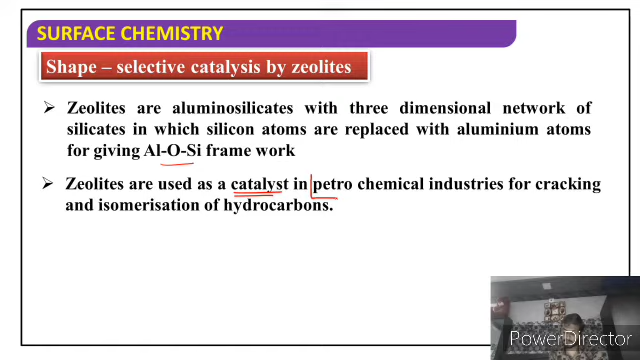 SURFACE CHEMISTRY
Shape – selective catalysis by zeolites
➢ Zeolites are aluminosilicates with three dimensional network of
silicates in which silicon atoms are replaced with aluminium atoms
for giving Al-O-Si frame work
➢ Zeolites are used as a catalyst in petro chemical industries for cracking
and isomerisation of hydrocarbons.
PowerDirector